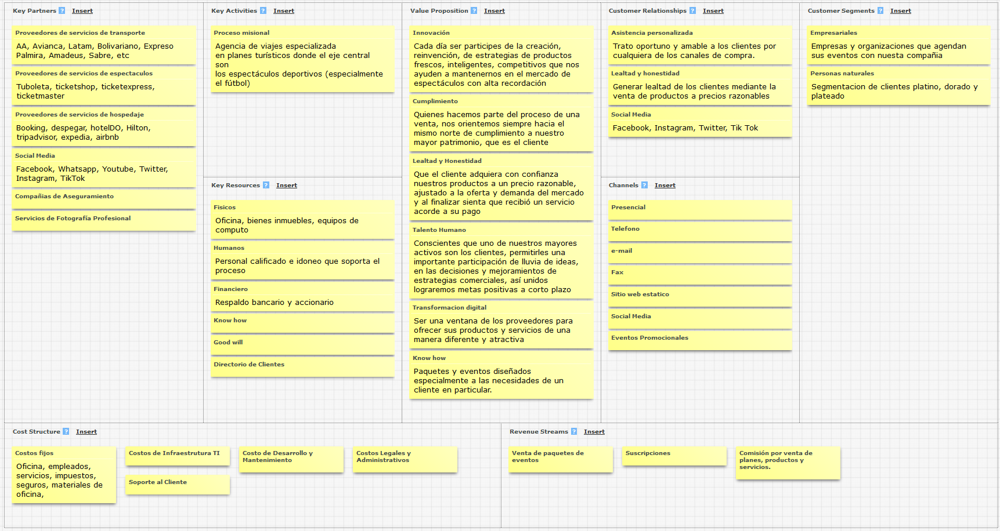 Key Partners ? Insert
Proveedores de servicios de transporte
AA, Avianca, Latam, Bolivariano, Expreso
Palmira, Amadeus, Sabre, etc
Proveedores de servicios de espectaculos
Tuboleta, ticketshop, ticketexpress,
ticketmaster
Proveedores de servicios de hospedaje
Booking, despegar, hotelDO, Hilton,
tripadvisor, expedia, airbnb
Social Media
Facebook, Whatsapp, Youtube, Twitter,
Instagram, TikTok
Compañias de Aseguramiento
Servicios de Fotografía Profesional
Key Activities ? Insert
Proceso misional
Agencia de viajes especializada
en planes turísticos donde el eje central
son
los espectáculos deportivos (especialmente
el fútbol)
Key Resources ? Insert
Fisicos
Oficina, bienes inmuebles, equipos de
computo
Humanos
Personal calificado e idoneo que soporta el
proceso
Financiero
Respaldo bancario y accionario
Know how
Good will
Directorio de Clientes
Value Proposition ? Insert
Innovación
Cada día ser participes de la creación,
reinvención, de estrategias de productos
frescos, inteligentes, competitivos que nos
ayuden a mantenernos en el mercado de
espectáculos con alta recordación
Cumplimiento
Quienes hacemos parte del proceso de una
venta, nos orientemos siempre hacia el
mismo norte de cumplimiento a nuestro
mayor patrimonio, que es el cliente
Lealtad y Honestidad
Que el cliente adquiera con confianza
nuestros productos a un precio razonable,
ajustado a la oferta y demanda del mercado
y al finalizar sienta que recibió un servicio
acorde a su pago
Talento Humano
Conscientes que uno de nuestros mayores
activos son los clientes, permitirles una
importante participación de lluvia de ideas,
en las decisiones y mejoramientos de
estrategias comerciales, así unidos
lograremos metas positivas a corto plazo
Transformacion digital
Ser una ventana de los proveedores para
ofrecer sus productos y servicios de una
manera diferente y atractiva
Know how
Paquetes y eventos diseñados
especialmente a las necesidades de un
cliente en particular.
Customer Relationships ? Insert
Asistencia personalizada
Trato oportuno y amable a los clientes por
cualquiera de los canales de compra.
Lealtad y honestidad
Generar lealtad de los clientes mediante la
venta de productos a precios razonables
Social Media
Facebook, Instagram, Twitter, Tik Tok
Channels ? Insert
Presencial
Telefono
e-mail
Fax
Sitio web estatico
Social Media
Eventos Promocionales
Customer Segments ? Insert
Empresariales
Empresas y organizaciones que agendan
sus eventos con nuesta compañia
Personas naturales
Segmentacion de clientes platino, dorado y
plateado
Cost Structure ? Insert
Costos fijos
Oficina, empleados,
servicios, impuestos,
seguros, materiales de
oficina,
Costos de Infraestrutura TI
Soporte al Cliente
Costo de Desarrollo y
Mantenimiento
Costos Legales y
Administrativos
Revenue Streams ? Insert
Venta de paquetes de
eventos
Suscripciones
Comisión por venta de
planes, productos y
servicios.